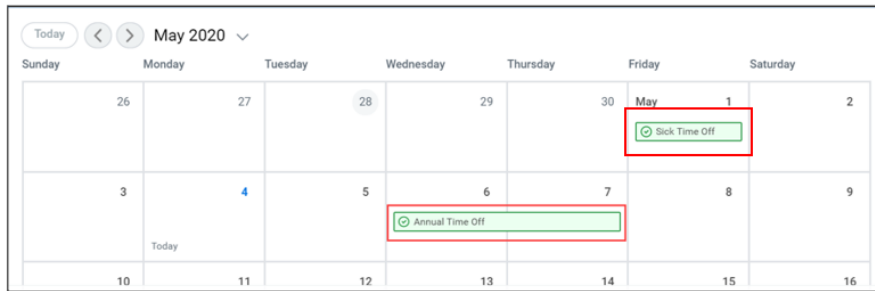 Today May 2020
Sunday Monday Tuesday Wednesday Thursday Friday Saturday
26 27 28 29 30 May 1 2
Sick Time Off
3 4 5 6 7 8 9
Annual Time Off
Today
10 11 12 13 14 15 16